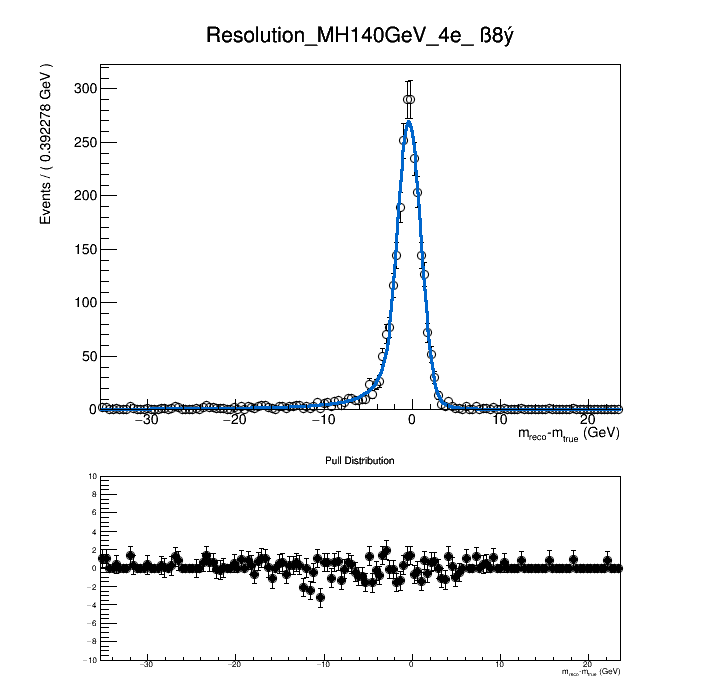 Resolution_MH140GeV_4e_ ß8ý
Events / ( 0.392278 GeV )
300
250
200
150
100
50
0
−30 −20 −10 0 10 20
m_reco-m_true (GeV)
Pull Distribution
10
8
6
4
2
0
−2
−4
−6
−8
−10
−30 −20 −10 0 10 20
m_reco-m_true (GeV)